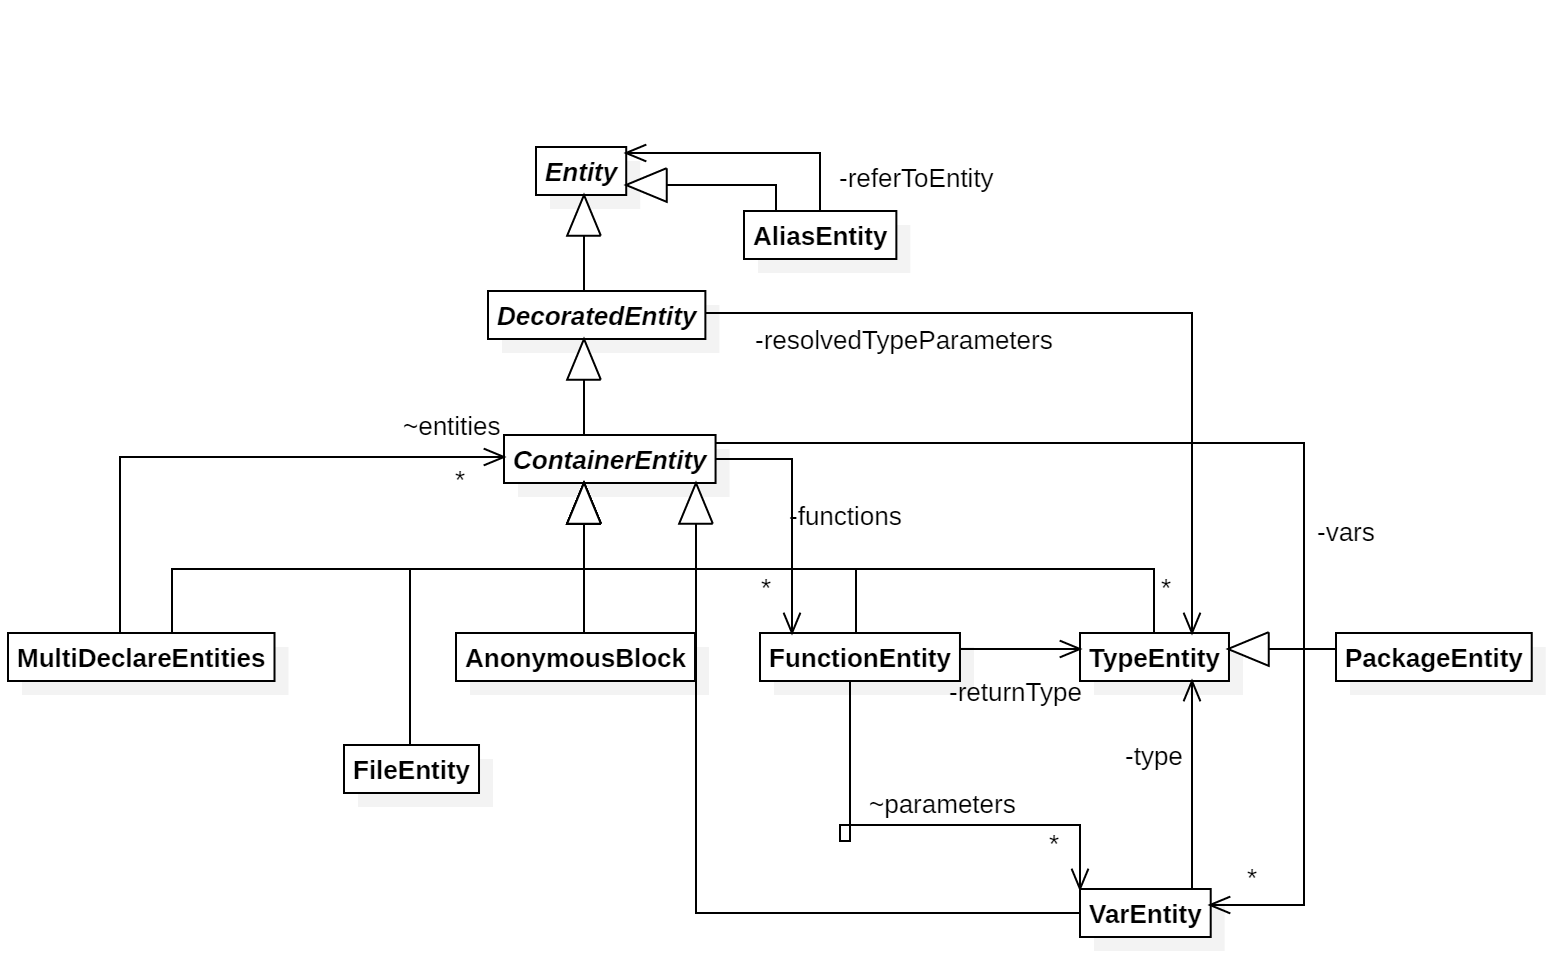 Entity
-referToEntity
AliasEntity
DecoratedEntity
-resolvedTypeParameters
~entities
ContainerEntity
*
-functions
-vars
*
*
MultiDeclareEntities
AnonymousBlock
FunctionEntity
TypeEntity
PackageEntity
-returnType
-type
FileEntity
~parameters
*
*
VarEntity